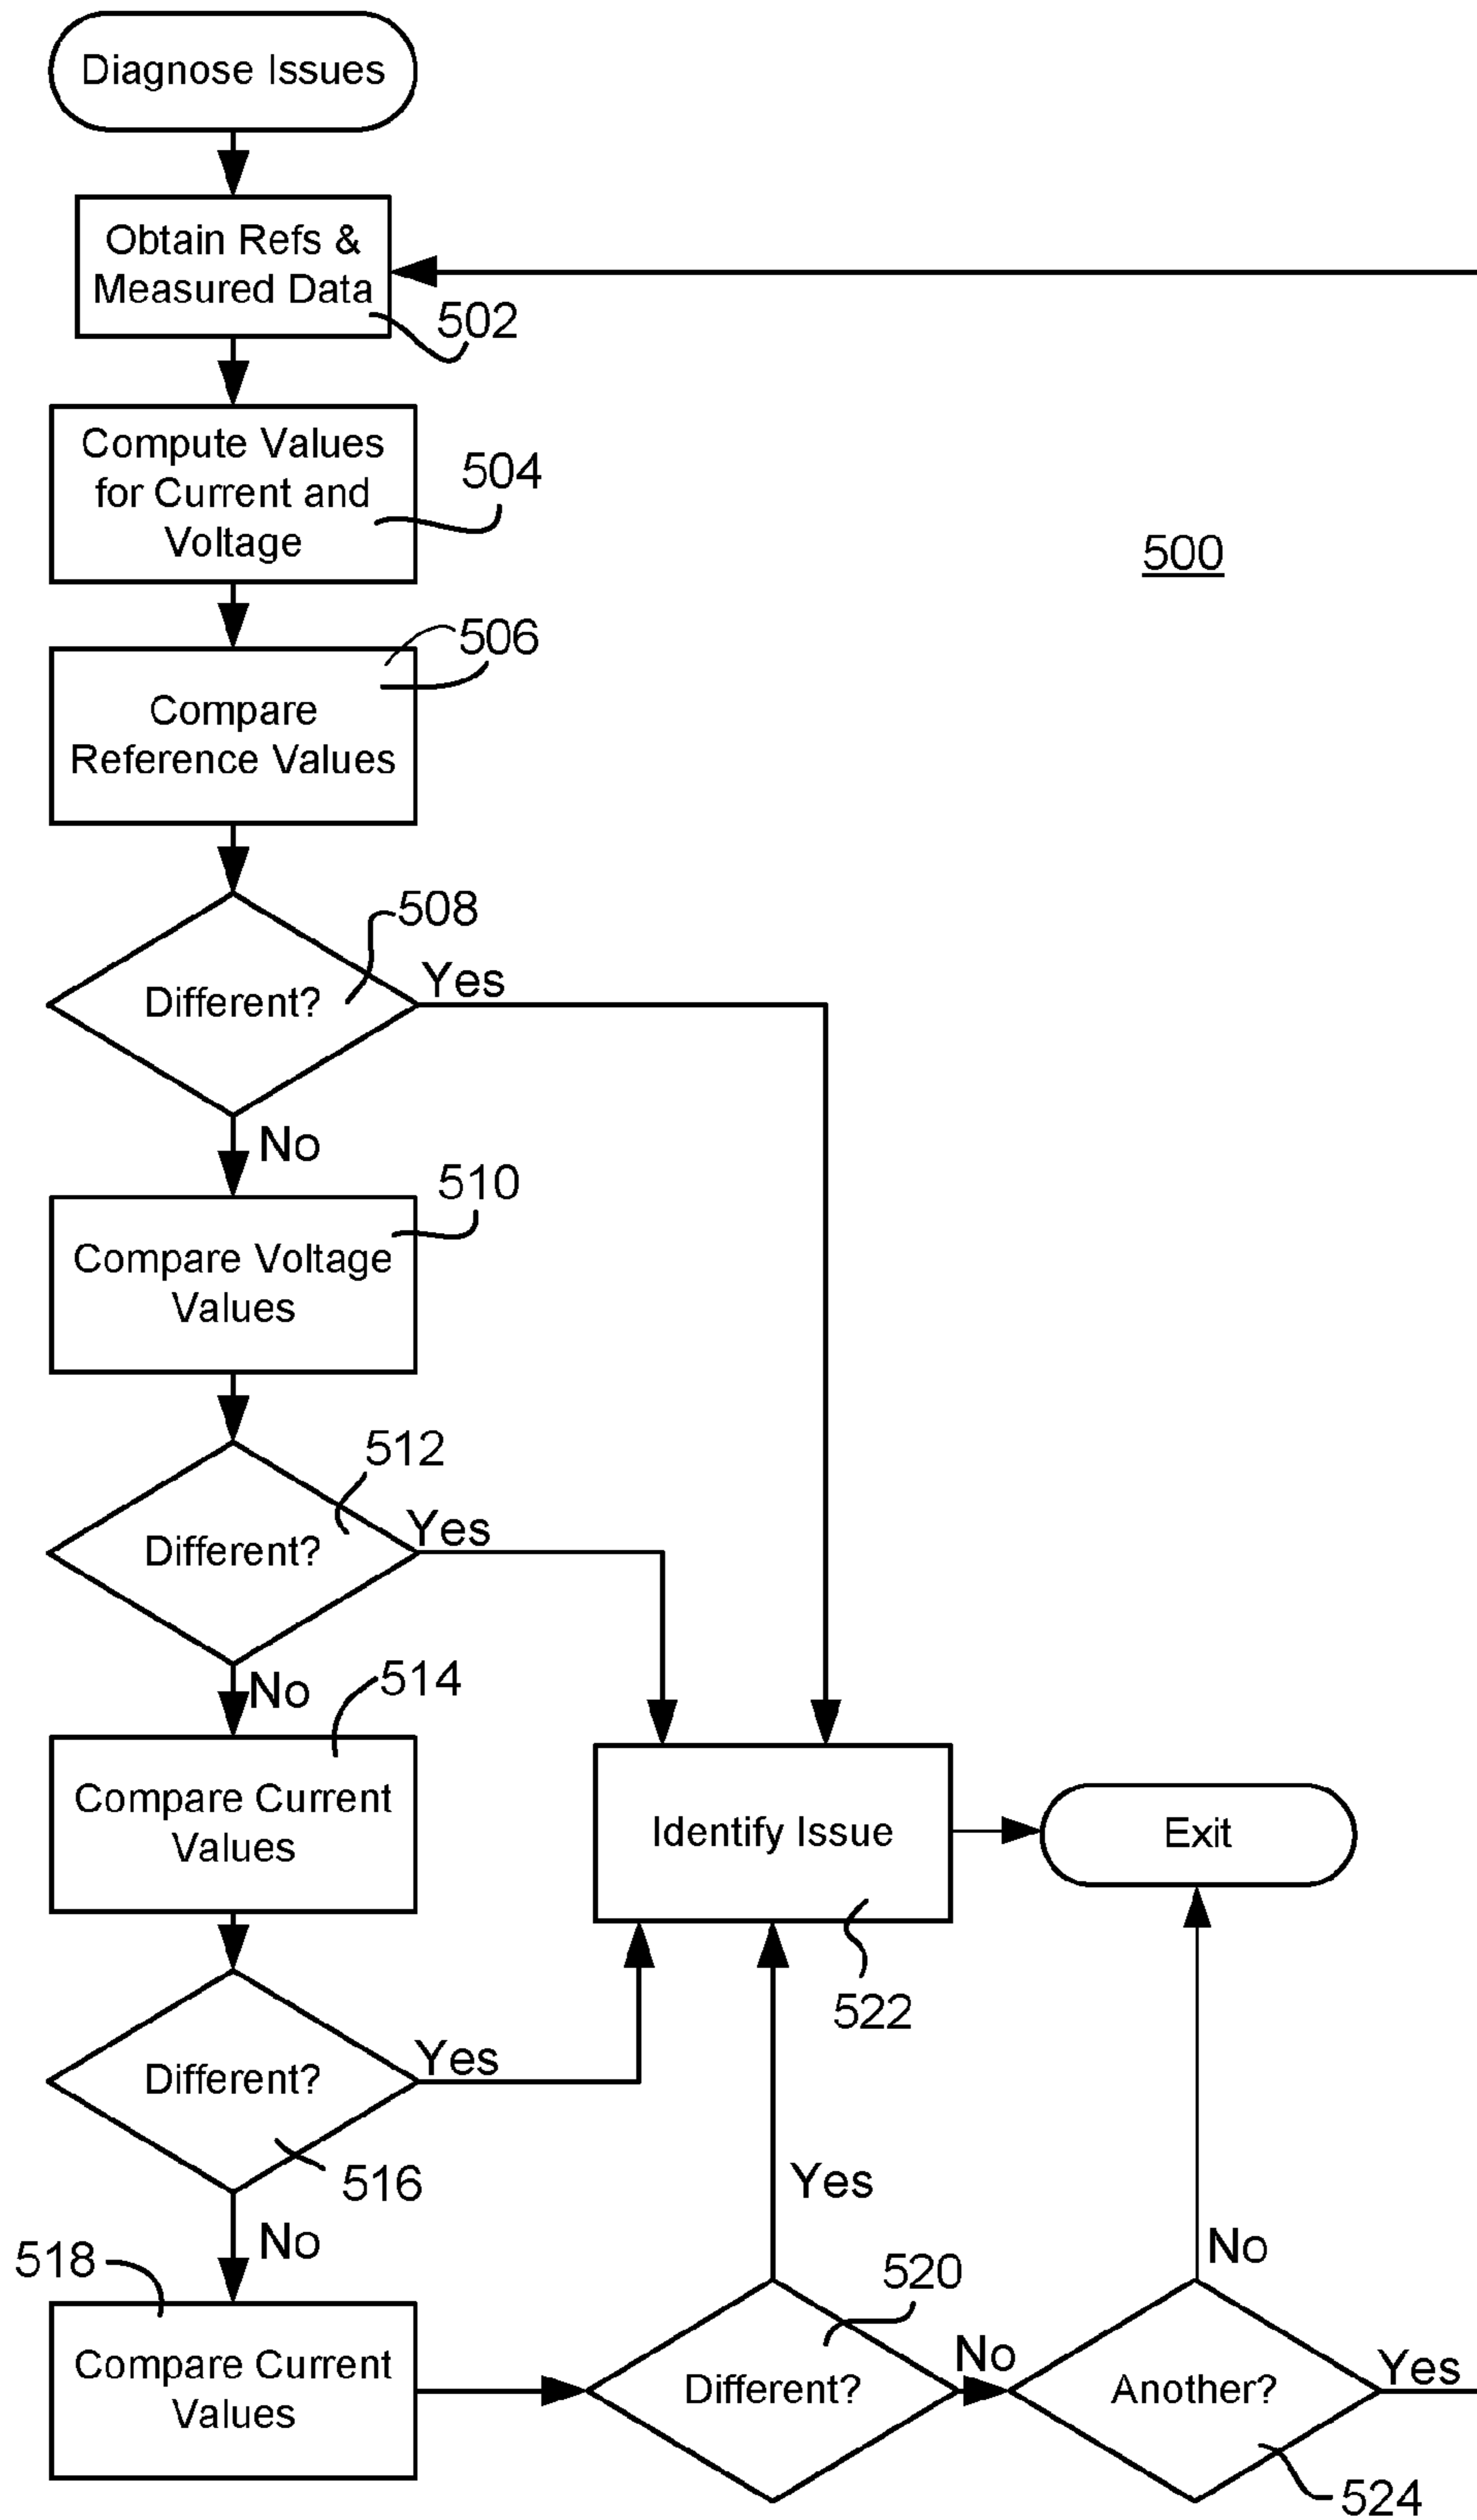 Diagnose Issues
Obtain Refs &
Measured Data
502
Compute Values
for Current and
Voltage
504
500
506
Compare
Reference Values
508
Different?
Yes
No
510
Compare Voltage
Values
512
Different?
Yes
No
514
Compare Current
Values
Identify Issue
Exit
522
Different?
Yes
516
No
Yes
518
520
No
Compare Current
Values
Different?
No
Another?
Yes
524